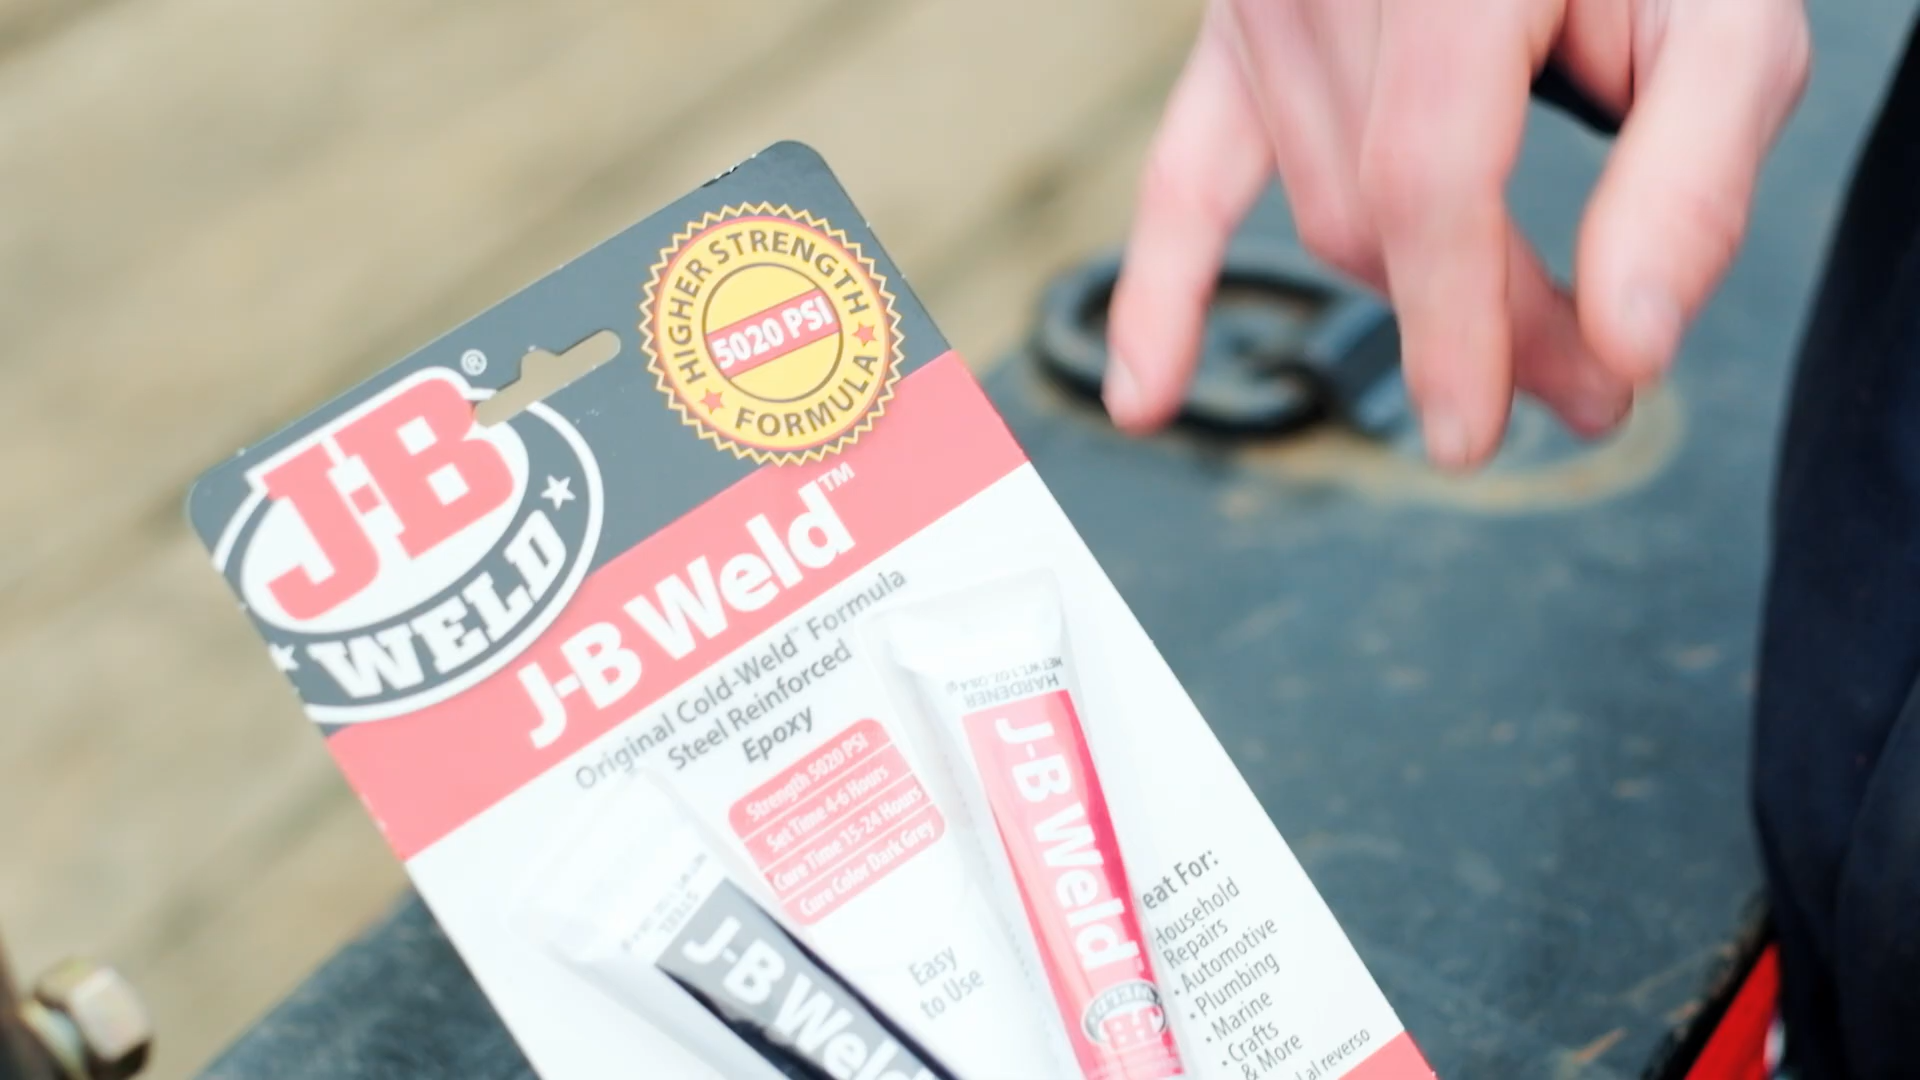 HIGHER STRENGTH
5020 PSI
FORMULA
J-B
®
WELD
J-B Weld™
Original Cold-Weld™ Formula
Steel Reinforced
Epoxy
Strength 5020 PSI
Set Time 4-6 Hours
Cure Time 15-24 Hours
Cure Color Dark Grey
HARDENER
J-B Weld
STEEL
J-B Weld
Easy
to Use
eat For:
Household
Repairs
• Automotive
• Plumbing
• Marine
• Crafts
& More
al reverso